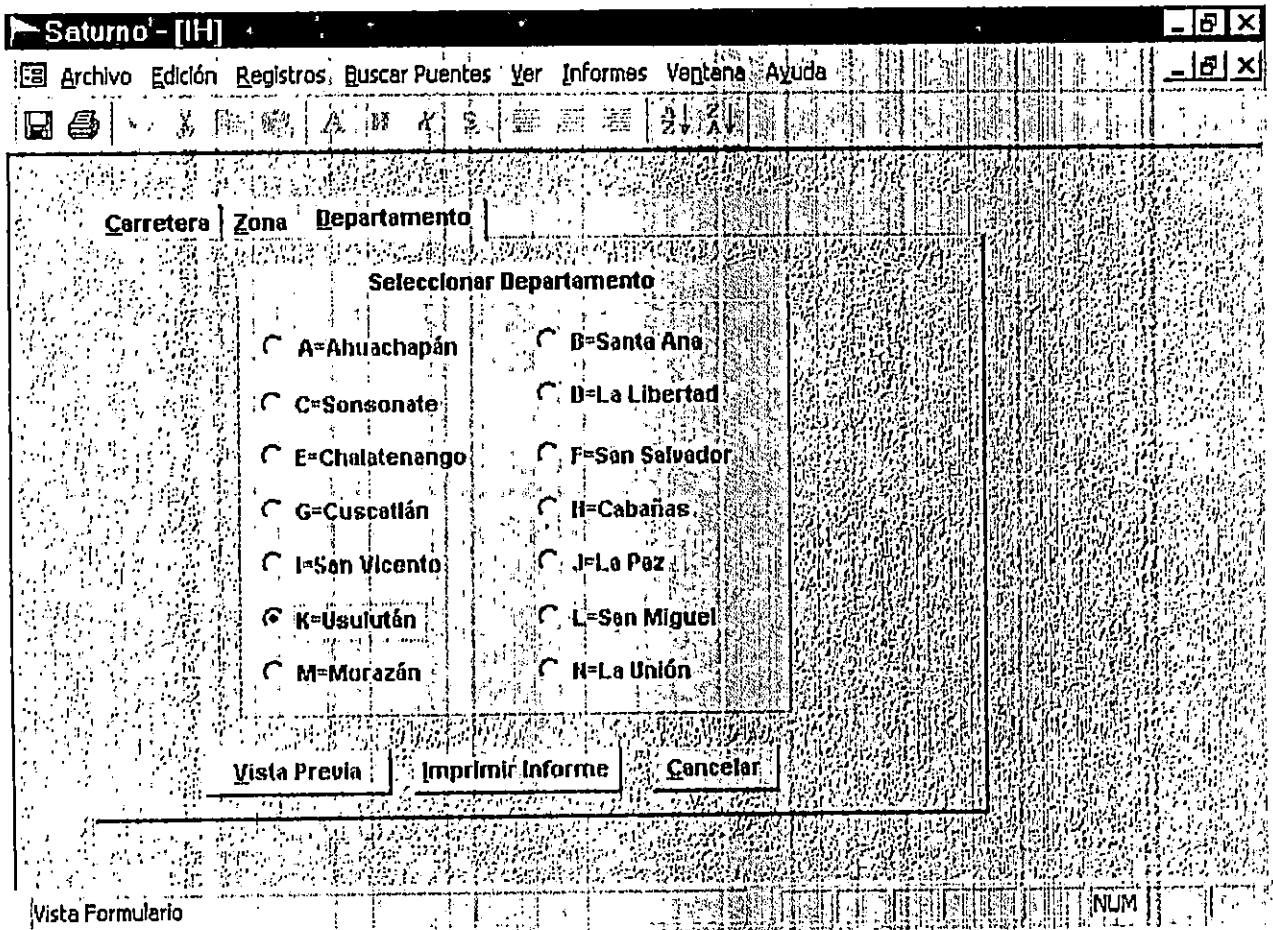 Saturno - [IH]
Archivo Edición Registros Buscar Puentes Ver Informes Ventana Ayuda
Carretera Zona Departamento
Seleccionar Departamento
A=Ahuachapán B=Santa Ana
C=Sonsonate D=La Libertad
E=Chalatenango F=San Salvador
G=Cuscatlán H=Cabañas
I=San Vicente J=La Paz
K=Usulután L=San Miguel
M=Morazán N=La Unión
Vista Previa Imprimir Informe Cancelar
Vista Formulario NUM